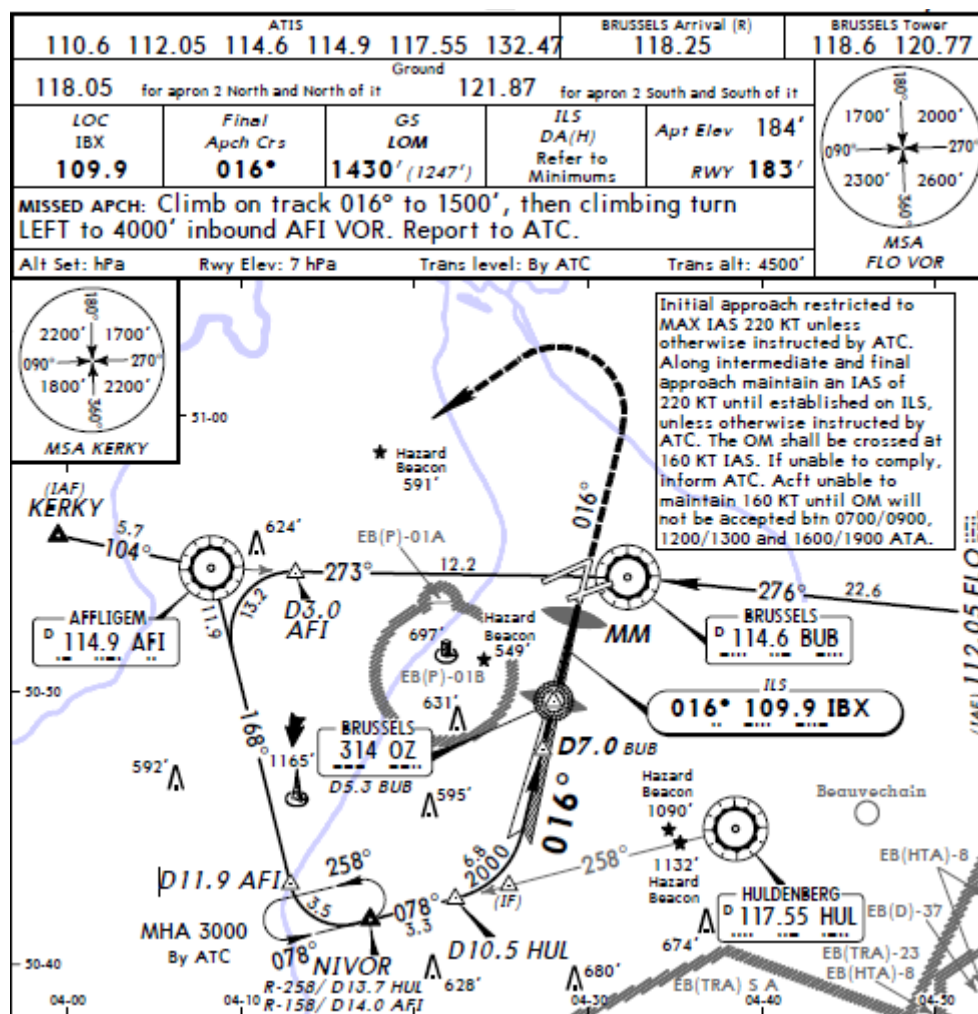 ATIS
110.6 112.05 114.6 114.9 117.55 132.47
BRUSSELS Arrival (R)
118.25
BRUSSELS Tower
118.6 120.77
Ground
118.05 for apron 2 North and North of it 121.87 for apron 2 South and South of it
LOC
IBX
109.9
Final
Apch Crs
016°
GS
LOM
1430' (1247')
ILS
DA(H)
Refer to
Minimums
Apt Elev 184'
RWY 183'
180°
1700' 2000'
090° 270°
2300' 2600'
360°
MSA
FLO VOR
MISSED APCH: Climb on track 016° to 1500', then climbing turn
LEFT to 4000' inbound AFI VOR. Report to ATC.
Alt Set: hPa Rwy Elev: 7 hPa Trans level: By ATC Trans alt: 4500'
180°
2200' 1700'
090° 270°
1800' 2200'
360°
MSA KERKY
Initial approach restricted to
MAX IAS 220 KT unless
otherwise instructed by ATC.
Along intermediate and final
approach maintain an IAS of
220 KT until established on ILS,
unless otherwise instructed by
ATC. The OM shall be crossed at
160 KT IAS. If unable to comply,
inform ATC. Acft unable to
maintain 160 KT until OM will
not be accepted btn 0700/0900,
1200/1300 and 1600/1900 ATA.
51-00
Hazard
Beacon
591'
(IAF)
KERKY
5.7
104°
624'
EB(P)-01A
016°
273°
12.2
276°
22.6
(IAF) 112.05 FLO
D3.0
AFI
13.2
11.9
AFFLIGEM
D 114.9 AFI
697'
Hazard
Beacon
549'
MM
BRUSSELS
D 114.6 BUB
EB(P)-01B
50-30
631'
ILS
016° 109.9 IBX
168°
BRUSSELS
314 OZ
D5.3 BUB
D7.0 BUB
1165'
592'
595'
016°
Hazard
Beacon
1090'
Beauvechain
1132'
Hazard
Beacon
258°
6.8
2000
258°
(IF)
D11.9 AFI
3.5
078°
3.3
HULDENBERG
D 117.55 HUL
EB(HTA)-8
EB(D)-37
MHA 3000
By ATC
078°
NIVOR
R-258/ D13.7 HUL
R-158/ D14.0 AFI
D10.5 HUL
674'
EB(TRA)-23
EB(HTA)-8
628'
680'
EB(TRA) S A
50-40
04-00 04-10 04-30 04-40 04-50